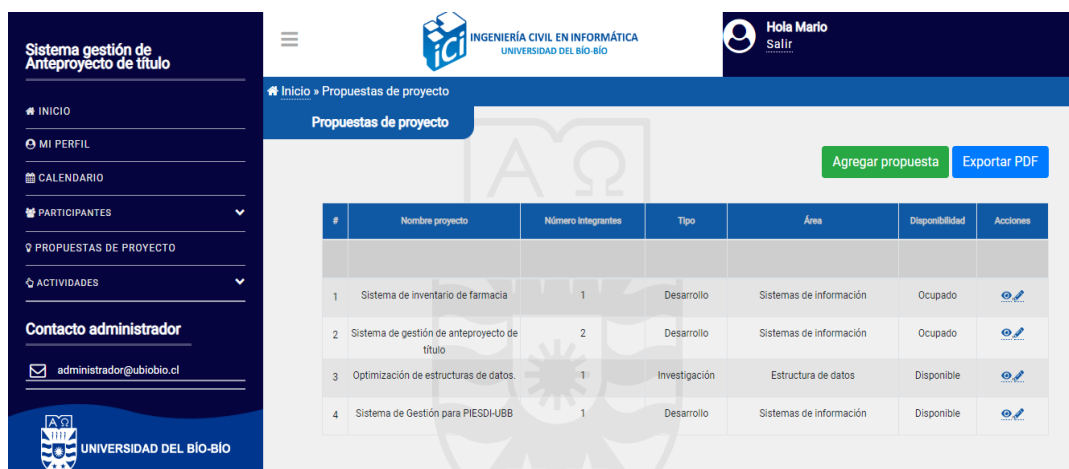 Sistema gestión de
Anteproyecto de título
INICIO
MI PERFIL
CALENDARIO
PARTICIPANTES
PROPUESTAS DE PROYECTO
ACTIVIDADES
Contacto administrador
administrador@ubiobio.cl
ΑΩ
UNIVERSIDAD DEL BÍO-BÍO
ici INGENIERÍA CIVIL EN INFORMÁTICA
UNIVERSIDAD DEL BÍO-BÍO
Hola Mario
Salir
Inicio » Propuestas de proyecto
Propuestas de proyecto
ΑΩ
Agregar propuesta Exportar PDF
# Nombre proyecto Número integrantes Tipo Área Disponibilidad Acciones
1 Sistema de inventario de farmacia 1 Desarrollo Sistemas de información Ocupado
2 Sistema de gestión de anteproyecto de título 2 Desarrollo Sistemas de información Ocupado
3 Optimización de estructuras de datos. 1 Investigación Estructura de datos Disponible
4 Sistema de Gestión para PIESDI-UBB 1 Desarrollo Sistemas de información Disponible